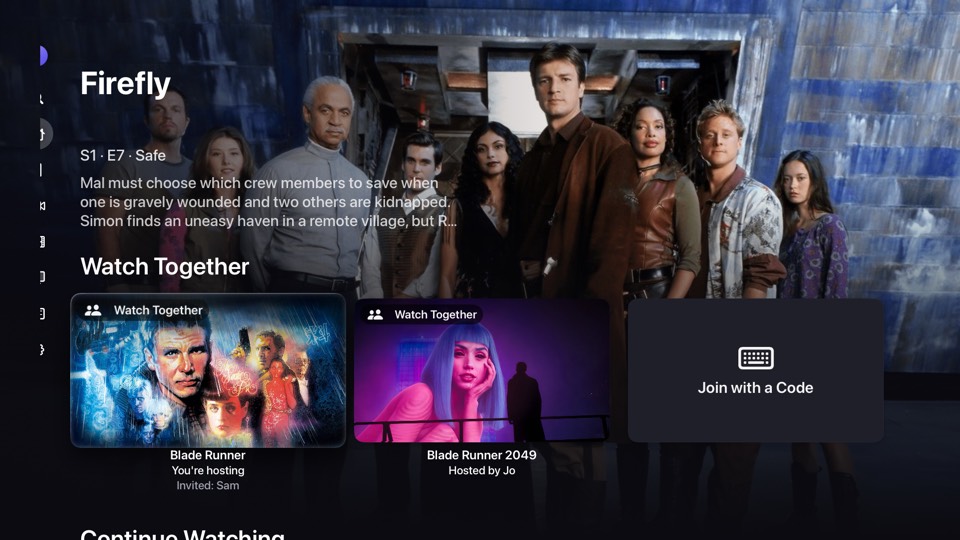 Firefly
S1 · E7 · Safe
Mal must choose which crew members to save when
one is gravely wounded and two others are kidnapped.
Simon finds an uneasy haven in a remote village, but R...
Watch Together
Watch Together
Watch Together
Join with a Code
Blade Runner
You're hosting
Invited: Sam
Blade Runner 2049
Hosted by Jo
Continue Watching